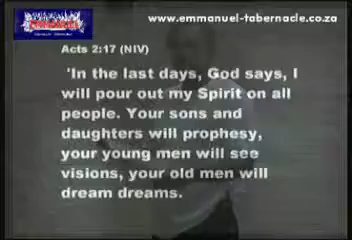 www.emmanuel-tabernacle.co.za
Acts 2:17 (NIV)
'In the last days, God says, I
will pour out my Spirit on all
people. Your sons and
daughters will prophesy,
your young men will see
visions, your old men will
dream dreams.